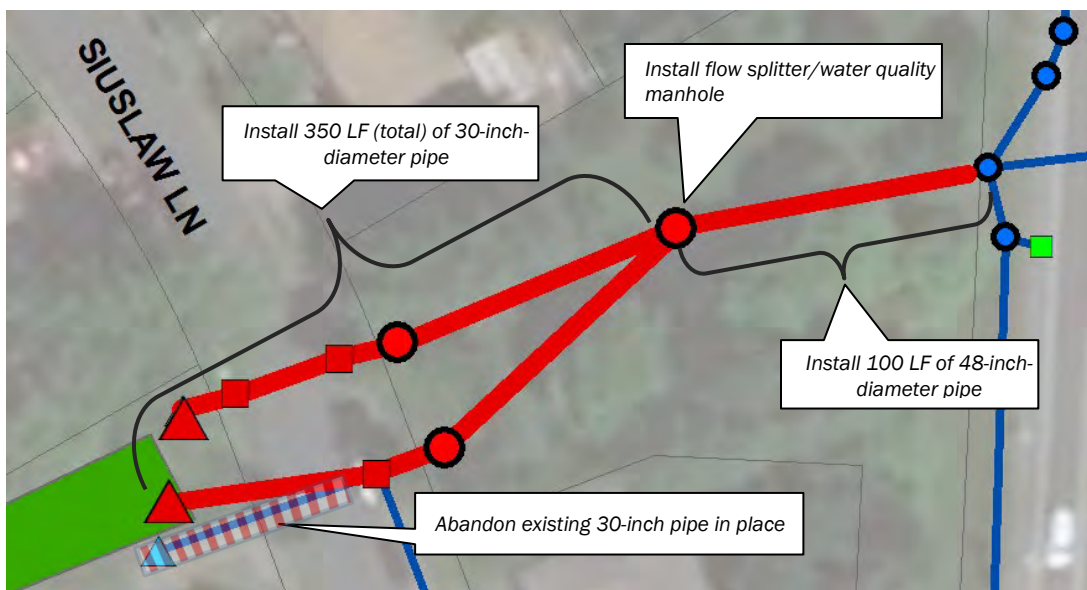 SIUSLAW LN
Install flow splitter/water quality
manhole
Install 350 LF (total) of 30-inch-
diameter pipe
Install 100 LF of 48-inch-
diameter pipe
Abandon existing 30-inch pipe in place